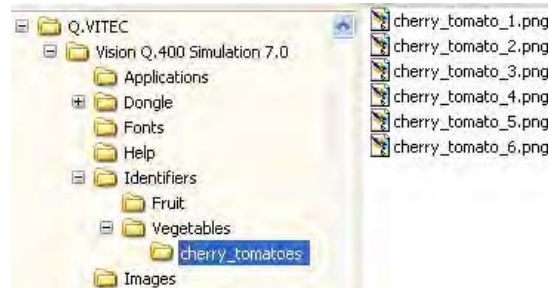 Q.VITEC
Vision Q.400 Simulation 7.0
Applications
Dongle
Fonts
Help
Identifiers
Fruit
Vegetables
cherry_tomatoes
Images
cherry_tomato_1.png
cherry_tomato_2.png
cherry_tomato_3.png
cherry_tomato_4.png
cherry_tomato_5.png
cherry_tomato_6.png